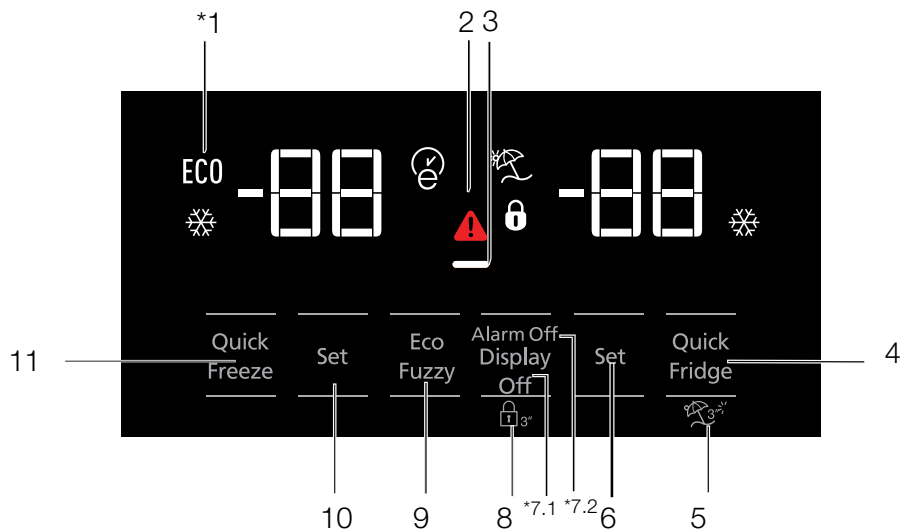 *1
2
3
ECO
-88
e
-88
Quick
Freeze
Set
Eco
Fuzzy
Alarm Off
Display
Off
Set
Quick
Fridge
3"
3"
11
4
10
9
8
*7.1
*7.2
6
5